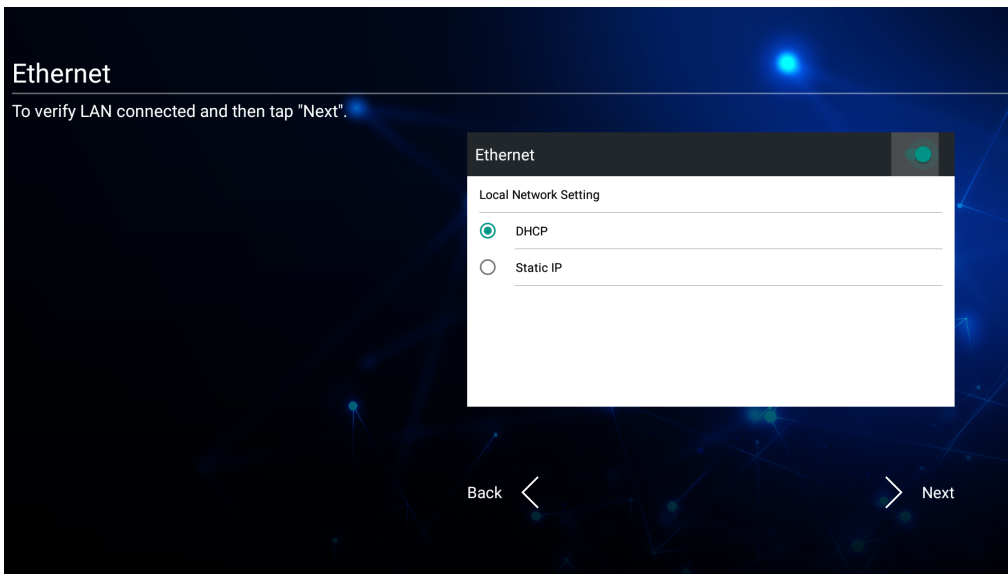 Ethernet
To verify LAN connected and then tap "Next".
Ethernet
Local Network Setting
DHCP
Static IP
Back
Next